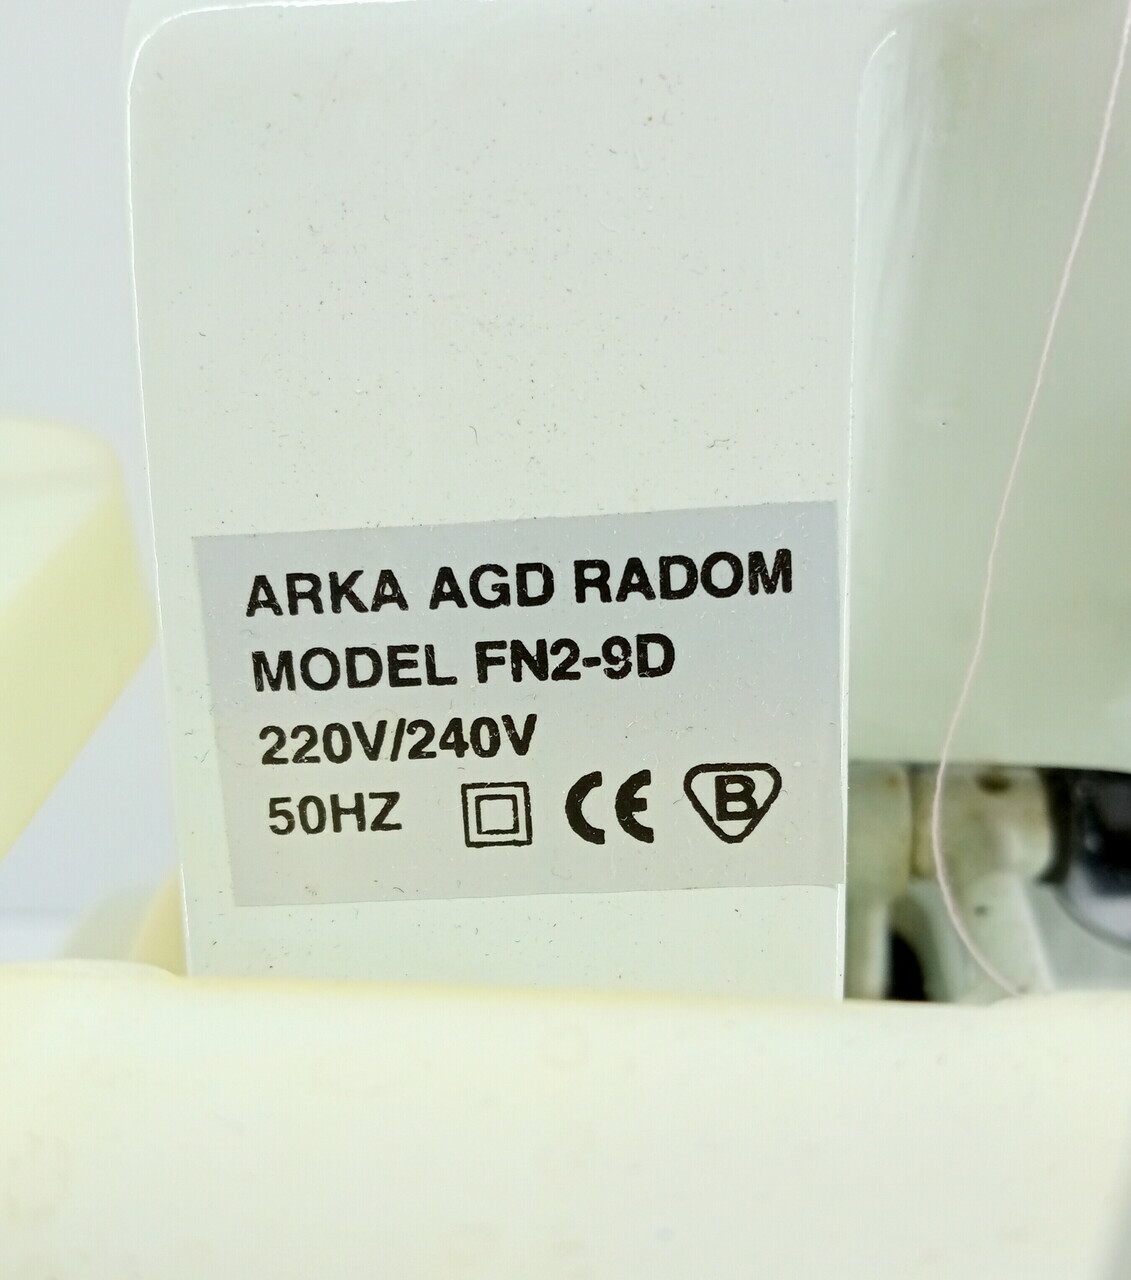 ARKA AGD RADOM
MODEL FN2-9D
220V/240V
50HZ CE B